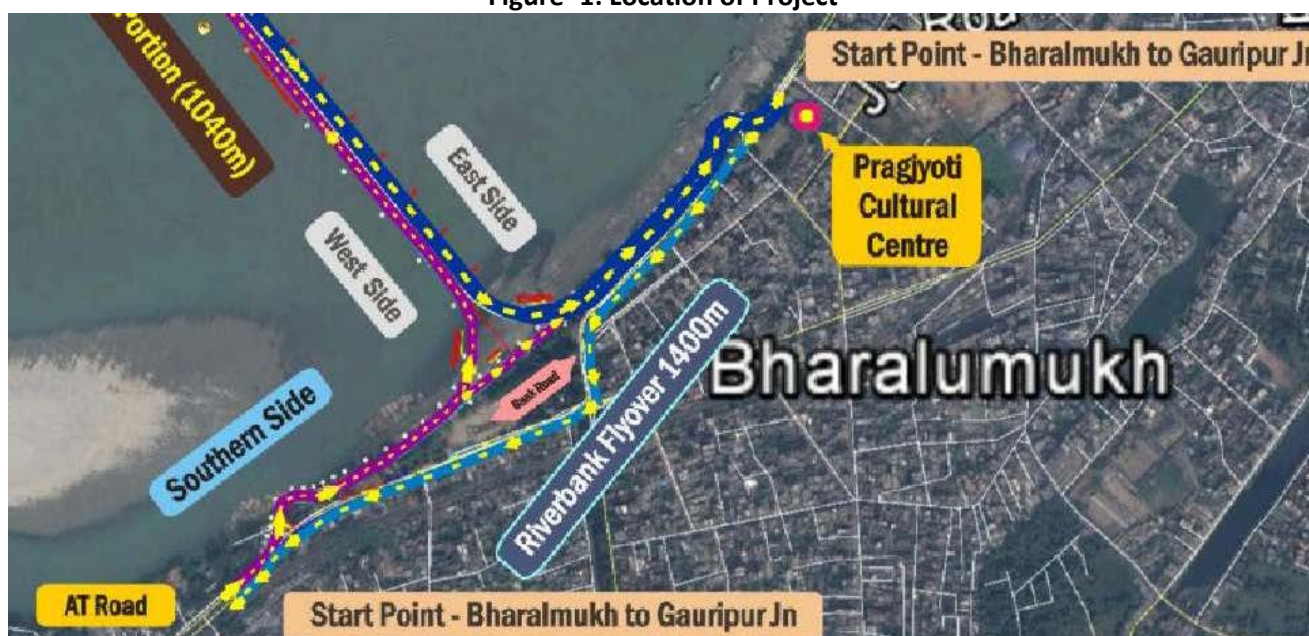 Figure -1: Location of Project
Portion (1040m)
Start Point - Bharalmukh to Gauripur Jn
East Side
Pragjyoti
Cultural
Centre
West Side
Bharalumukh
Riverbank Flyover 1400m
Southern Side
AT Road
Start Point - Bharalmukh to Gauripur Jn